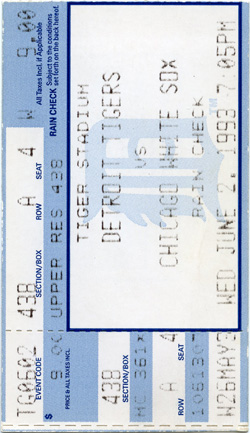 TG0602 43B A 4 W 9.00
EVENT CODE SECTION/BOX ROW SEAT All Taxes Incl. if Applicable
$ 9.00 UPPER RES 43B RAIN CHECK Subject to the conditions set forth on the back hereof.
PRICE & ALL TAXES INCL.
TIGER STADIUM
43B DETROIT TIGERS
SECTION/BOX
VS
A 4 CHICAGO WHITE SOX
ROW SEAT
RAIN CHECK
W26MAY3 WED JUNE 2, 1993 7:05PM